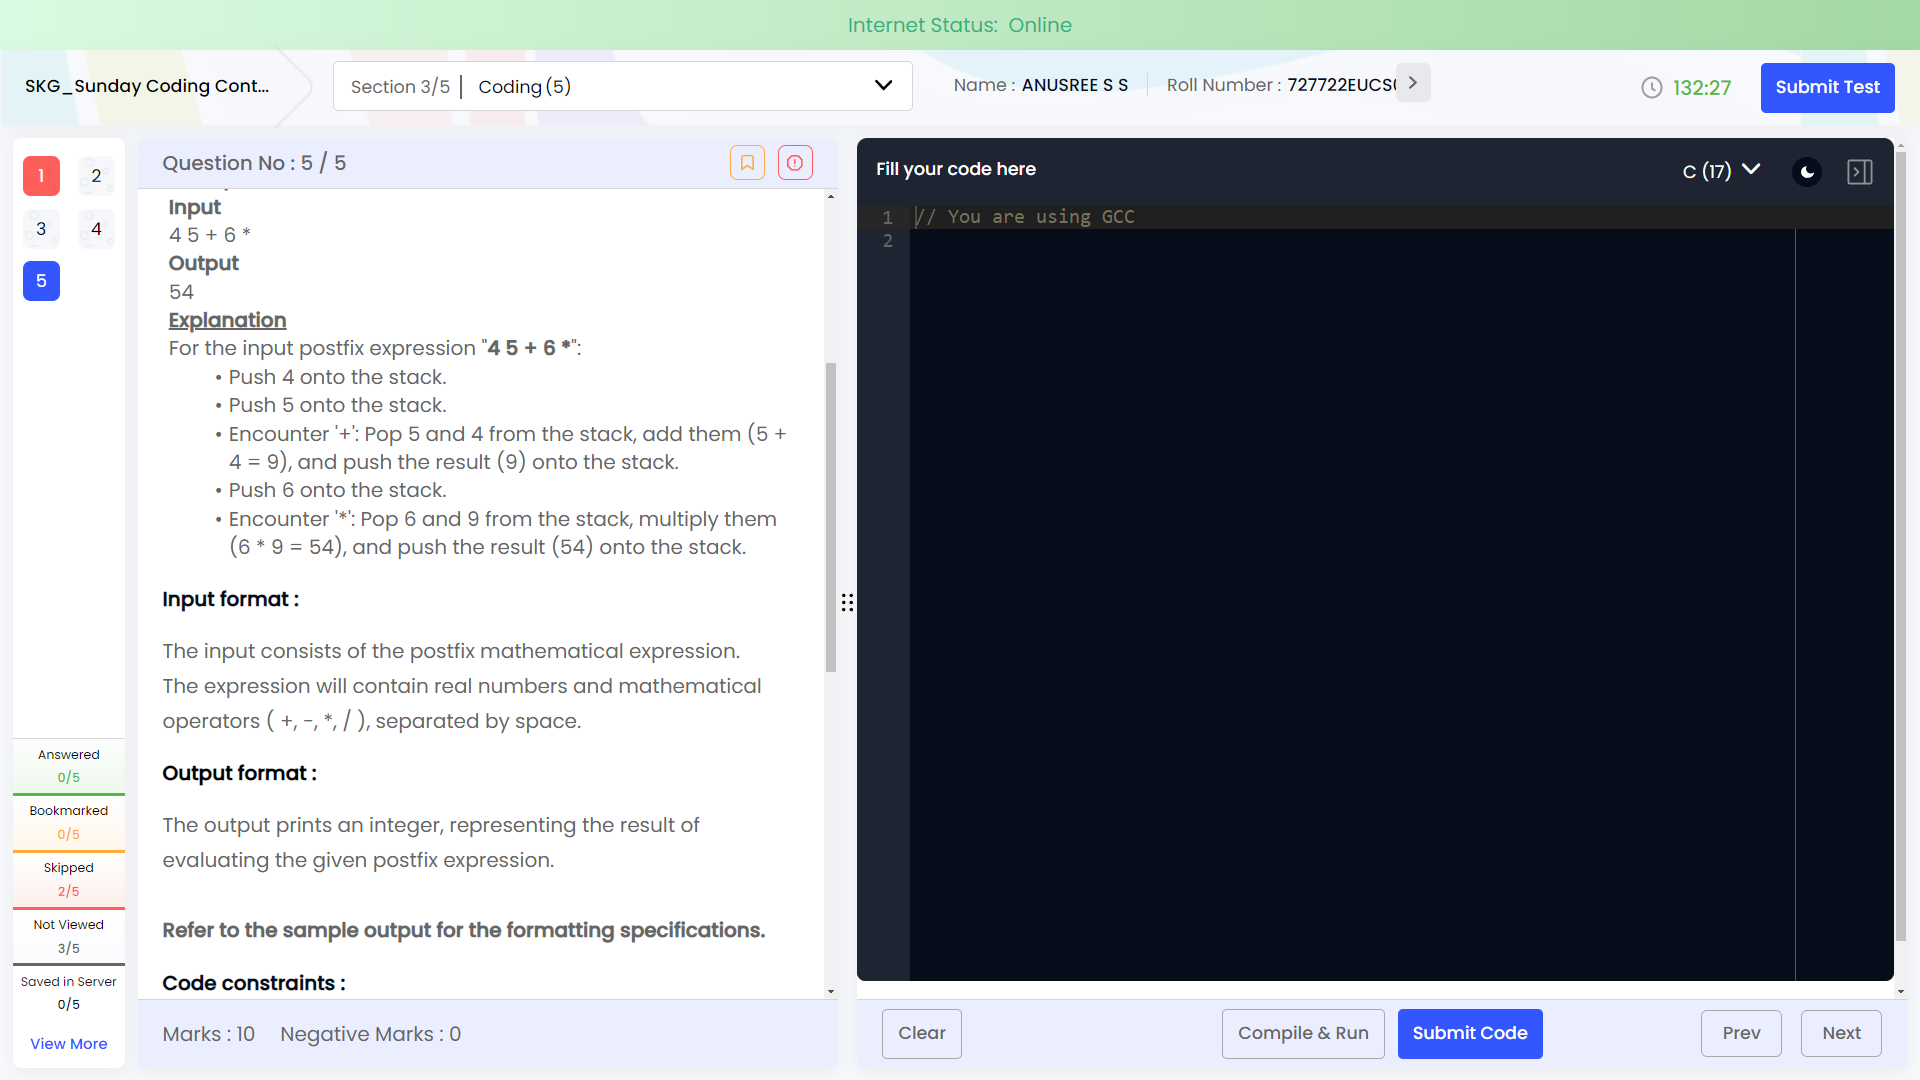 Internet Status: Online
SKG_Sunday Coding Cont...
Section 3/5 | Coding (5)
Name : ANUSREE S S
Roll Number : 727722EUCS
132:27
Submit Test
1
2
3
4
5
Question No : 5 / 5
Input
4 5 + 6 *
Output
54
Explanation
For the input postfix expression "4 5 + 6 *":
• Push 4 onto the stack.
• Push 5 onto the stack.
• Encounter '+': Pop 5 and 4 from the stack, add them (5 +
4 = 9), and push the result (9) onto the stack.
• Push 6 onto the stack.
• Encounter '*': Pop 6 and 9 from the stack, multiply them
(6 * 9 = 54), and push the result (54) onto the stack.
Input format :
The input consists of the postfix mathematical expression.
The expression will contain real numbers and mathematical
operators ( +, -, *, / ), separated by space.
Output format :
The output prints an integer, representing the result of
evaluating the given postfix expression.
Refer to the sample output for the formatting specifications.
Code constraints :
Marks : 10
Negative Marks : 0
Fill your code here
C (17)
1
// You are using GCC
2
Answered
0/5
Bookmarked
0/5
Skipped
2/5
Not Viewed
3/5
Saved in Server
0/5
View More
Clear
Compile & Run
Submit Code
Prev
Next